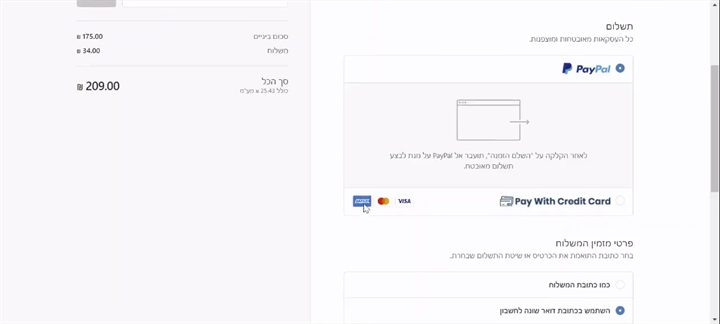 תשלום
כל העסקאות מאובטחות ומוצפנות.
PayPal
לאחר הקלקה על "השלם הזמנה", תועבר אל PayPal על מנת לבצע
תשלום מאובטח.
Pay With Credit Card
VISA
פרטי מזמין המשלוח
בחר כתובת התואמת את הכרטיס או שיטת התשלום שבחרת.
כמו כתובת המשלוח
השתמש בכתובת דואר שונה לחשבון
סכום ביניים 175.00 ₪
משלוח 34.00 ₪
סך הכל 209.00 ₪
כולל 25.42 ₪ מע"מ